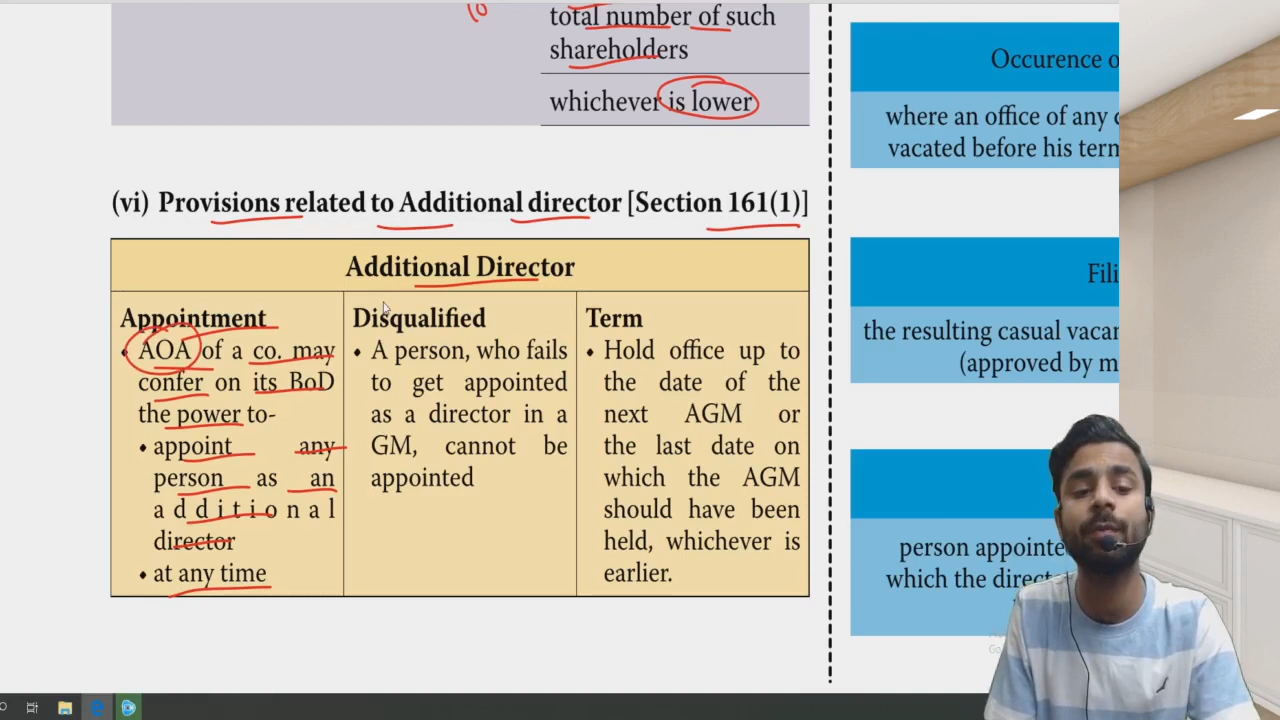 10
total number of such
shareholders
whichever is lower
(vi) Provisions related to Additional director [Section 161(1)]
Additional Director
Appointment
• AOA of a co. may
confer on its BoD
the power to-
• appoint any
person as an
additional
director
• at any time
Disqualified
• A person, who fails
to get appointed
as a director in a
GM, cannot be
appointed
Term
• Hold office up to
the date of the
next AGM or
the last date on
which the AGM
should have been
held, whichever is
earlier.
Occurence o
where an office of any
vacated before his term
Fili
the resulting casual vacan
(approved by m
person appointe
which the direct